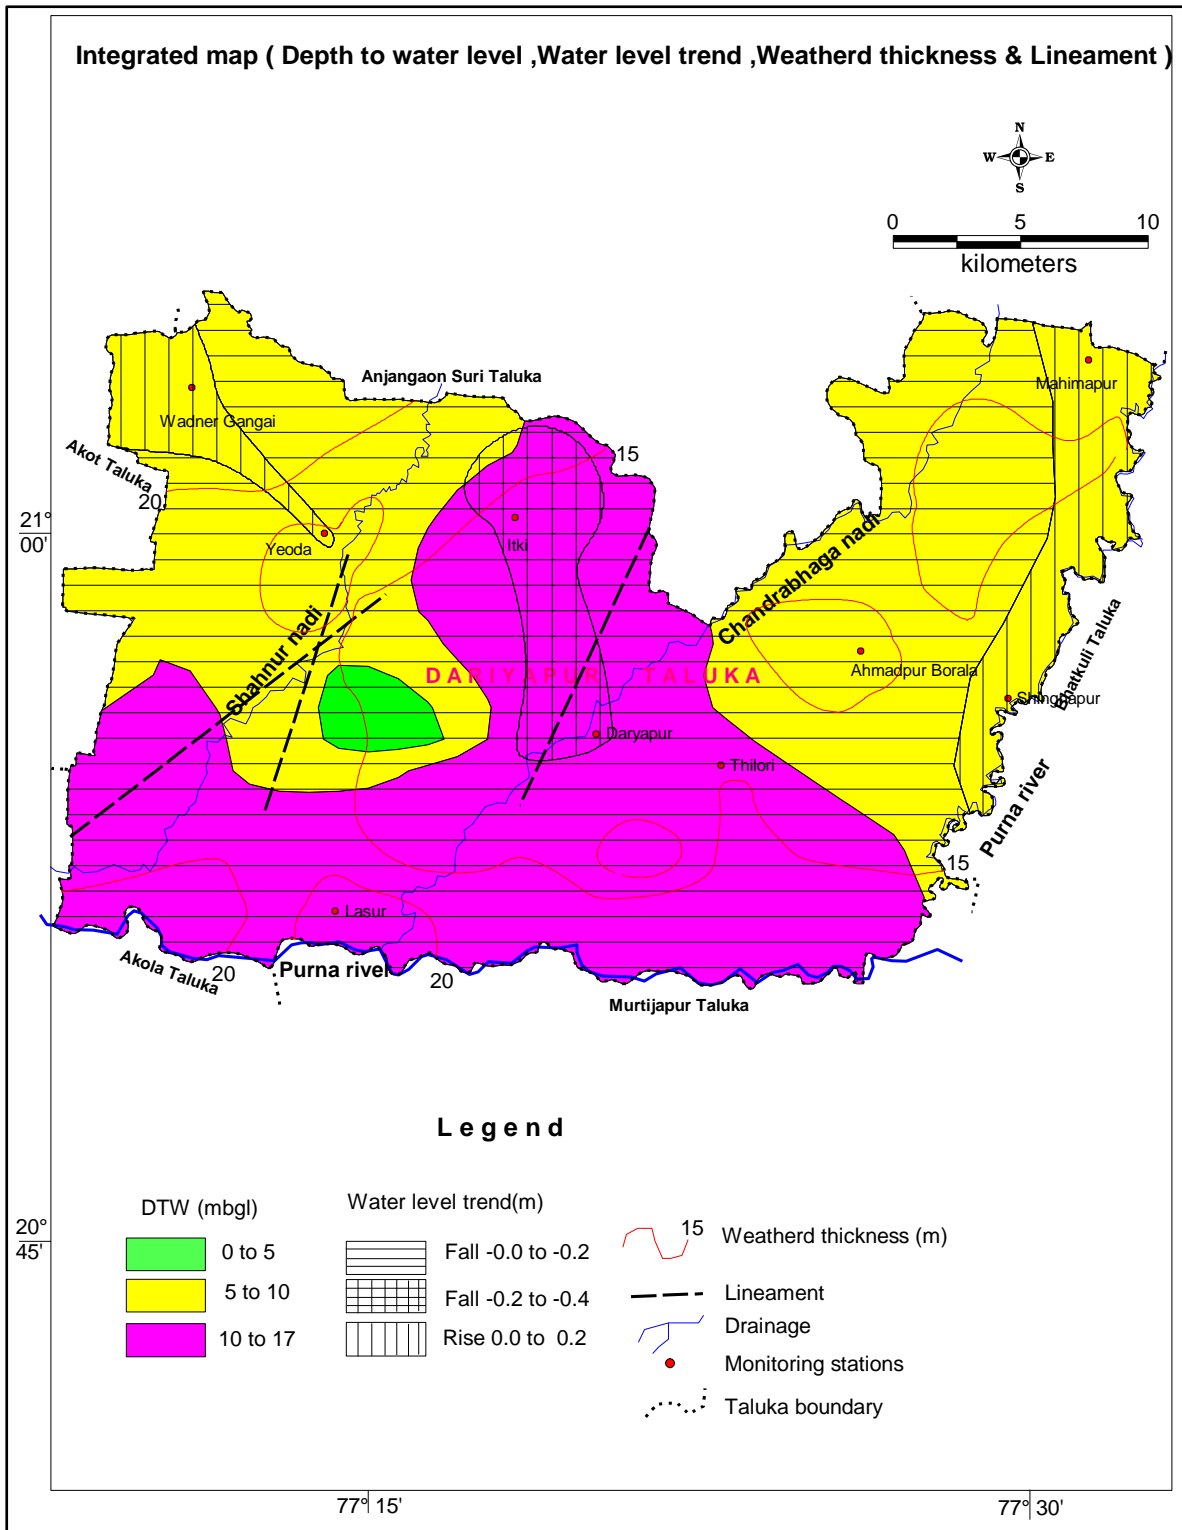 Integrated map ( Depth to water level ,Water level trend ,Weatherd thickness & Lineament )
N
W E
S
0 5 10
kilometers
Anjangaon Suri Taluka
Mahimapur
Wadner Gangai
Akot Taluka
20
15
21°
00'
Yeoda
Itki
Chandrabhaga nadi
Shahnur nadi
Bhatkuli Taluka
DARIYAPUR TALUKA
Ahmadpur Borala
Shinghapur
Daryapur
Thilori
Purna river
15
Lasur
Akola Taluka
20
Purna river
20
Murtijapur Taluka
Legend
DTW (mbgl)
0 to 5
5 to 10
10 to 17
Water level trend(m)
Fall -0.0 to -0.2
Fall -0.2 to -0.4
Rise 0.0 to 0.2
15
Weatherd thickness (m)
Lineament
Drainage
Monitoring stations
Taluka boundary
20°
45'
77° 15'
77° 30'